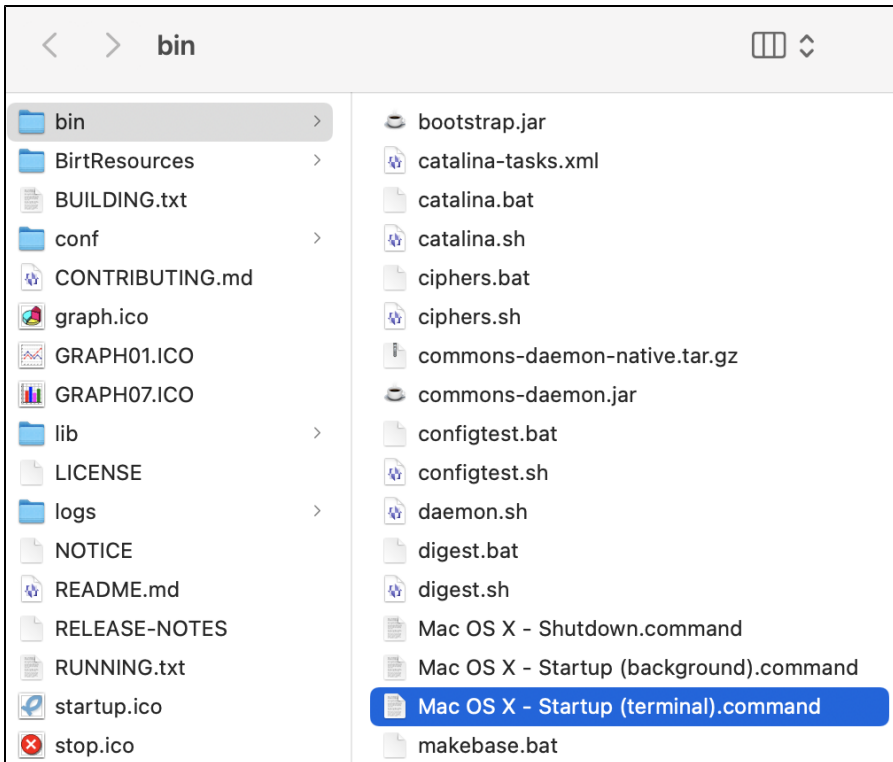 bin
bin
BirtResources
BUILDING.txt
conf
CONTRIBUTING.md
graph.ico
GRAPH01.ICO
GRAPH07.ICO
lib
LICENSE
logs
NOTICE
README.md
RELEASE-NOTES
RUNNING.txt
startup.ico
stop.ico
bootstrap.jar
catalina-tasks.xml
catalina.bat
catalina.sh
ciphers.bat
ciphers.sh
commons-daemon-native.tar.gz
commons-daemon.jar
configtest.bat
configtest.sh
daemon.sh
digest.bat
digest.sh
Mac OS X - Shutdown.command
Mac OS X - Startup (background).command
Mac OS X - Startup (terminal).command
makebase.bat